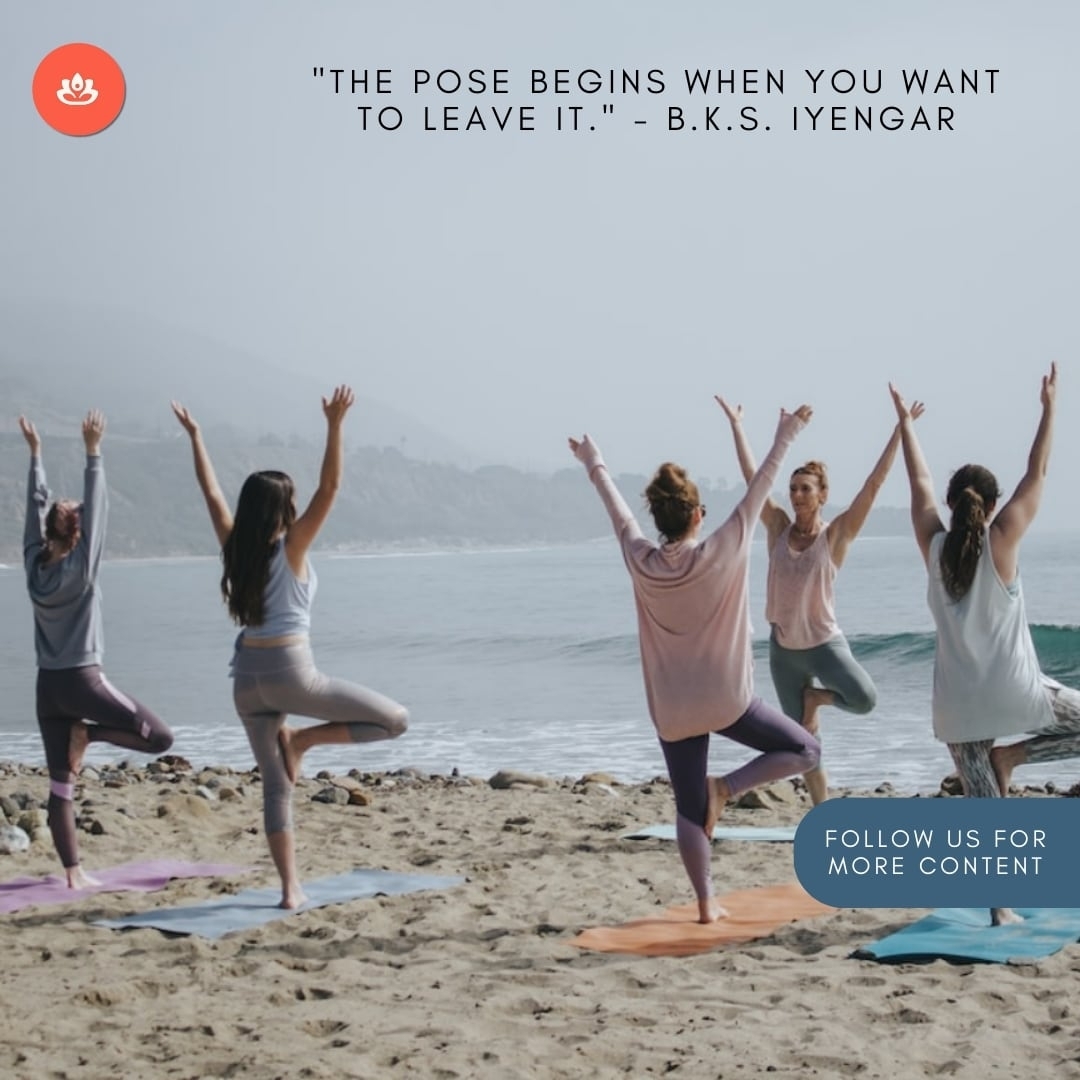 "THE POSE BEGINS WHEN YOU WANT
TO LEAVE IT." - B.K.S. IYENGAR
FOLLOW US FOR
MORE CONTENT